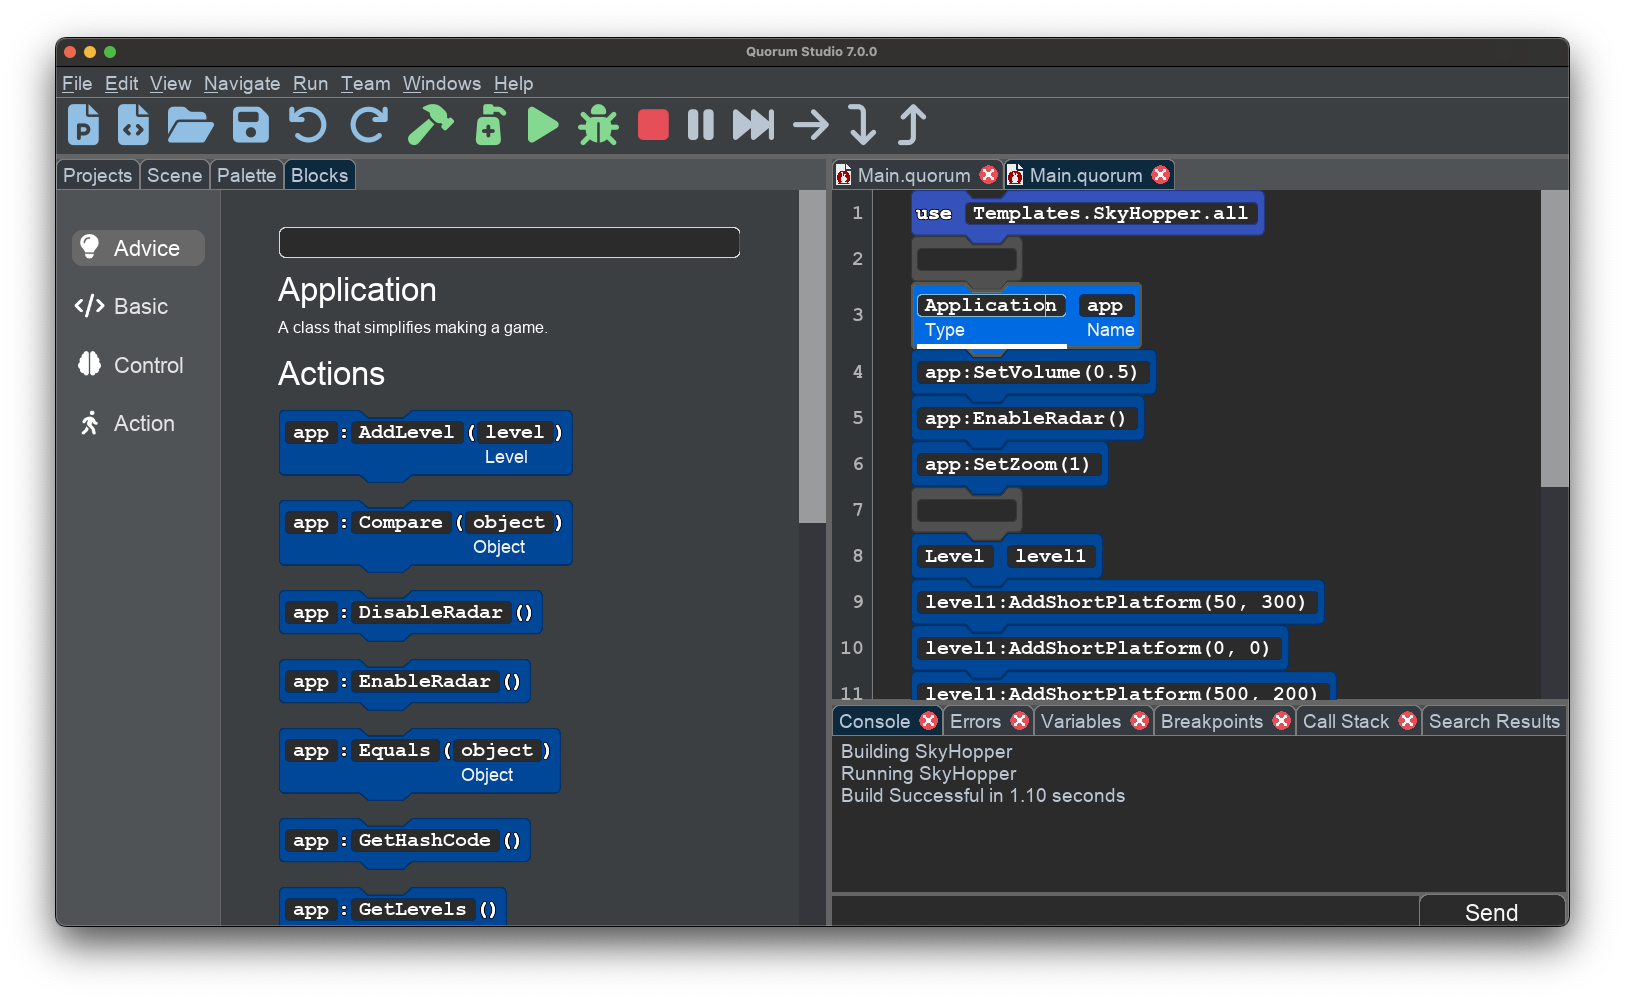 Quorum Studio 7.0.0
File Edit View Navigate Run Team Windows Help
Projects Scene Palette Blocks
Advice
Basic
Control
Action
Application
A class that simplifies making a game.
Actions
app : AddLevel ( level )
Level
app : Compare ( object )
Object
app : DisableRadar ()
app : EnableRadar ()
app : Equals ( object )
Object
app : GetHashCode ()
app : GetLevels ()
Main.quorum Main.quorum
1 use Templates.SkyHopper.all
2
3 Application app
Type Name
4 app:SetVolume(0.5)
5 app:EnableRadar()
6 app:SetZoom(1)
7
8 Level level1
9 level1:AddShortPlatform(50, 300)
10 level1:AddShortPlatform(0, 0)
11 level1:AddShortPlatform(500, 200)
Console Errors Variables Breakpoints Call Stack Search Results
Building SkyHopper
Running SkyHopper
Build Successful in 1.10 seconds
Send